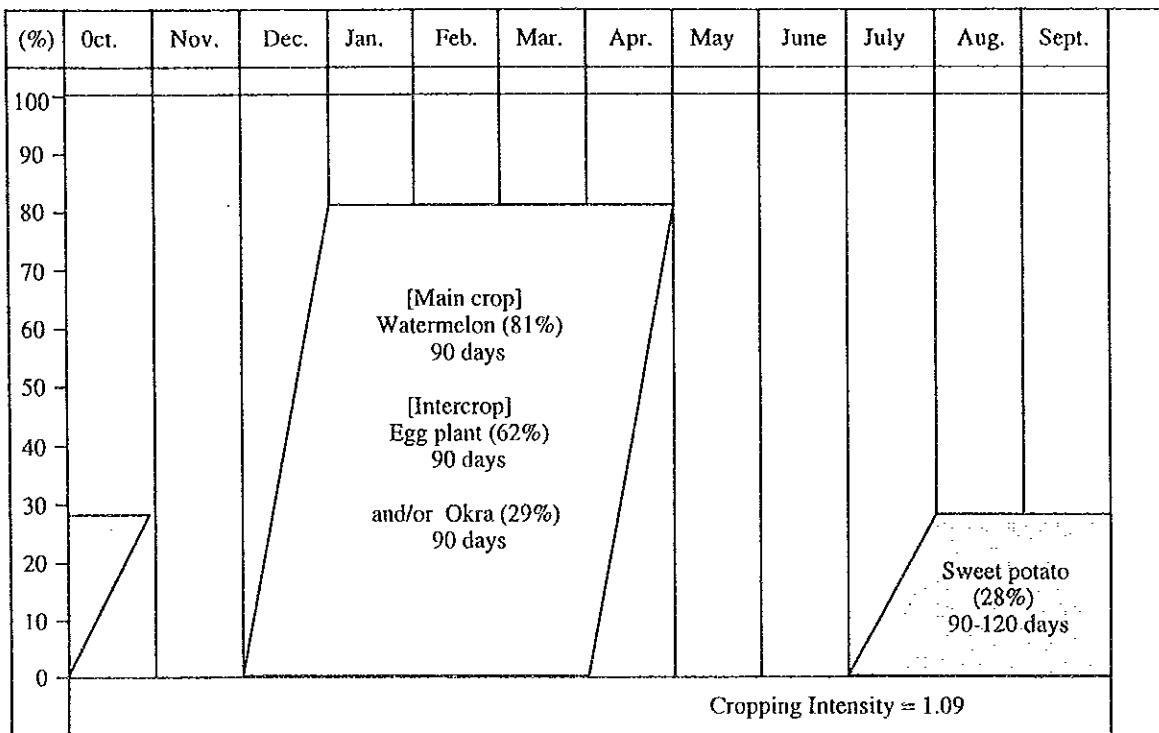 (%) 0ct. Nov. Dec. Jan. Feb. Mar. Apr. May June July Aug. Sept.
100
90
80
70
60
50
40
30
20
10
0
[Main crop]
Watermelon (81%)
90 days
[Intercrop]
Egg plant (62%)
90 days
and/or Okra (29%)
90 days
Sweet potato
(28%)
90-120 days
Cropping Intensity = 1.09